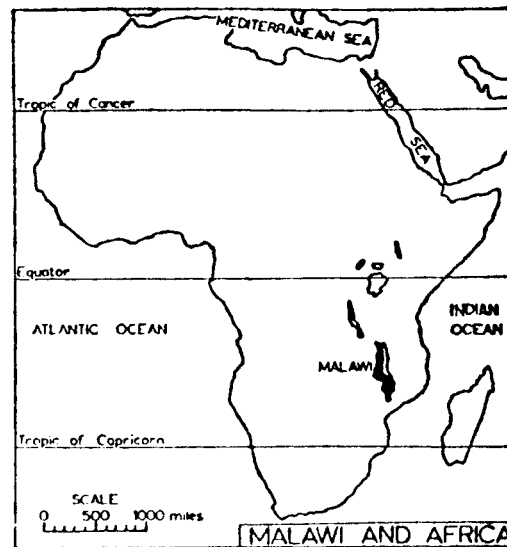 MEDITERRANEAN SEA
Tropic of Cancer
RED
SEA
Equator
ATLANTIC OCEAN
INDIAN
OCEAN
MALAWI
Tropic of Capricorn
SCALE
0 500 1000 miles
MALAWI AND AFRICA